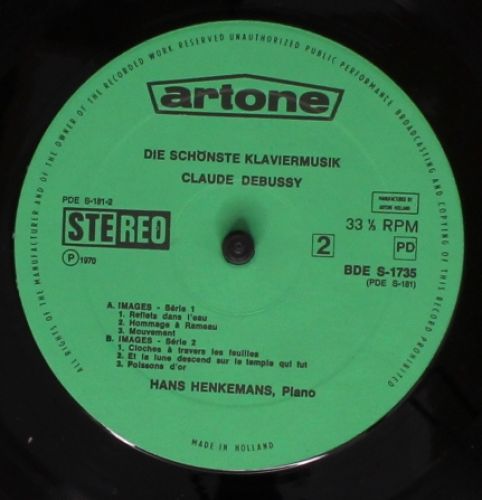 ALL RIGHTS OF THE MANUFACTURER AND OF THE OWNER OF THE RECORDED WORK RESERVED UNAUTHORIZED PUBLIC PERFORMANCE BROADCASTING AND COPYING OF THIS RECORD PROHIBITED
artone
DIE SCHÖNSTE KLAVIERMUSIK
CLAUDE DEBUSSY
PDE S-181-2
STEREO
Ⓟ 1970
MANUFACTURED BY
ARTONE HOLLAND
33 ⅓ RPM
2
PD
BDE S-1735
(PDE S-181)
A. IMAGES - Série 1
1. Reflets dans l'eau
2. Hommage à Rameau
3. Mouvement
B. IMAGES - Série 2
1. Cloches à travers les feuilles
2. Et la lune descend sur le temple qui fut
3. Poissons d'or
HANS HENKEMANS, Piano
MADE IN HOLLAND